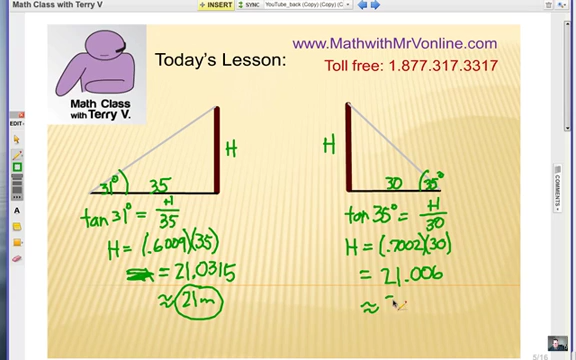 Math Class with Terry V
INSERT
SYNC
YouTube_back (Copy) (Copy).xbk
EDIT
COMMENTS
5/16
Math Class
with Terry V.
Today's Lesson:
www.MathwithMrVonline.com
Toll free: 1.877.317.3317
H
31° 35
tan 31° = H/35
H = (.6009)(35)
= 21.0315
≈ 21m
H
30 35°
tan 35° = H/30
H = (.7002)(30)
= 21.006
≈